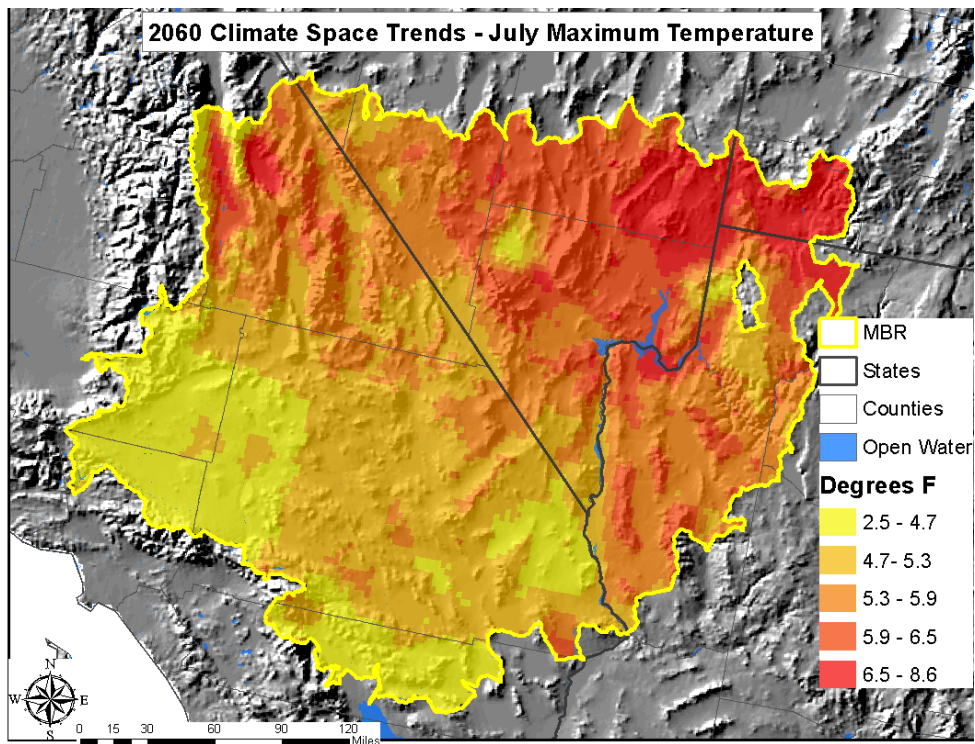 2060 Climate Space Trends - July Maximum Temperature
MBR
States
Counties
Open Water
Degrees F
2.5 - 4.7
4.7- 5.3
5.3 - 5.9
5.9 - 6.5
6.5 - 8.6
N
W E
S
0 15 30 60 90 120
Miles